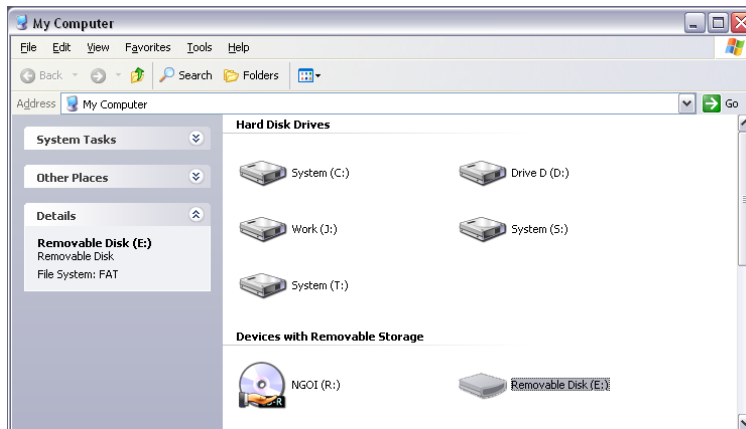 My Computer
File Edit View Favorites Tools Help
Back Search Folders
Address My Computer Go
System Tasks
Other Places
Details
Removable Disk (E:)
Removable Disk
File System: FAT
Hard Disk Drives
System (C:) Drive D (D:)
Work (J:) System (S:)
System (T:)
Devices with Removable Storage
NGOI (R:) Removable Disk (E:)